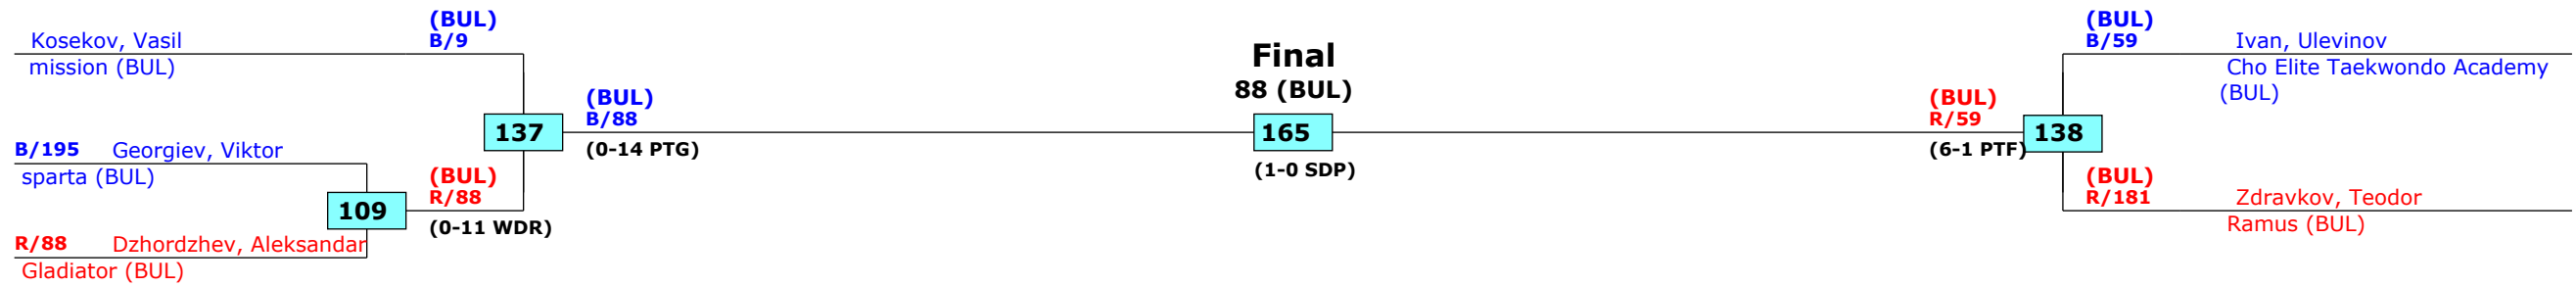 (BUL)
B/9
Kosekov, Vasil
mission (BUL)
B/195 Georgiev, Viktor
sparta (BUL)
R/88 Dzhordzhev, Aleksandar
Gladiator (BUL)
109
(BUL)
R/88
(0-11 WDR)
137
(BUL)
B/88
(0-14 PTG)
Final
88 (BUL)
165
(1-0 SDP)
(BUL)
R/59
(6-1 PTF)
138
(BUL)
B/59
Ivan, Ulevinov
Cho Elite Taekwondo Academy
(BUL)
(BUL)
R/181
Zdravkov, Teodor
Ramus (BUL)